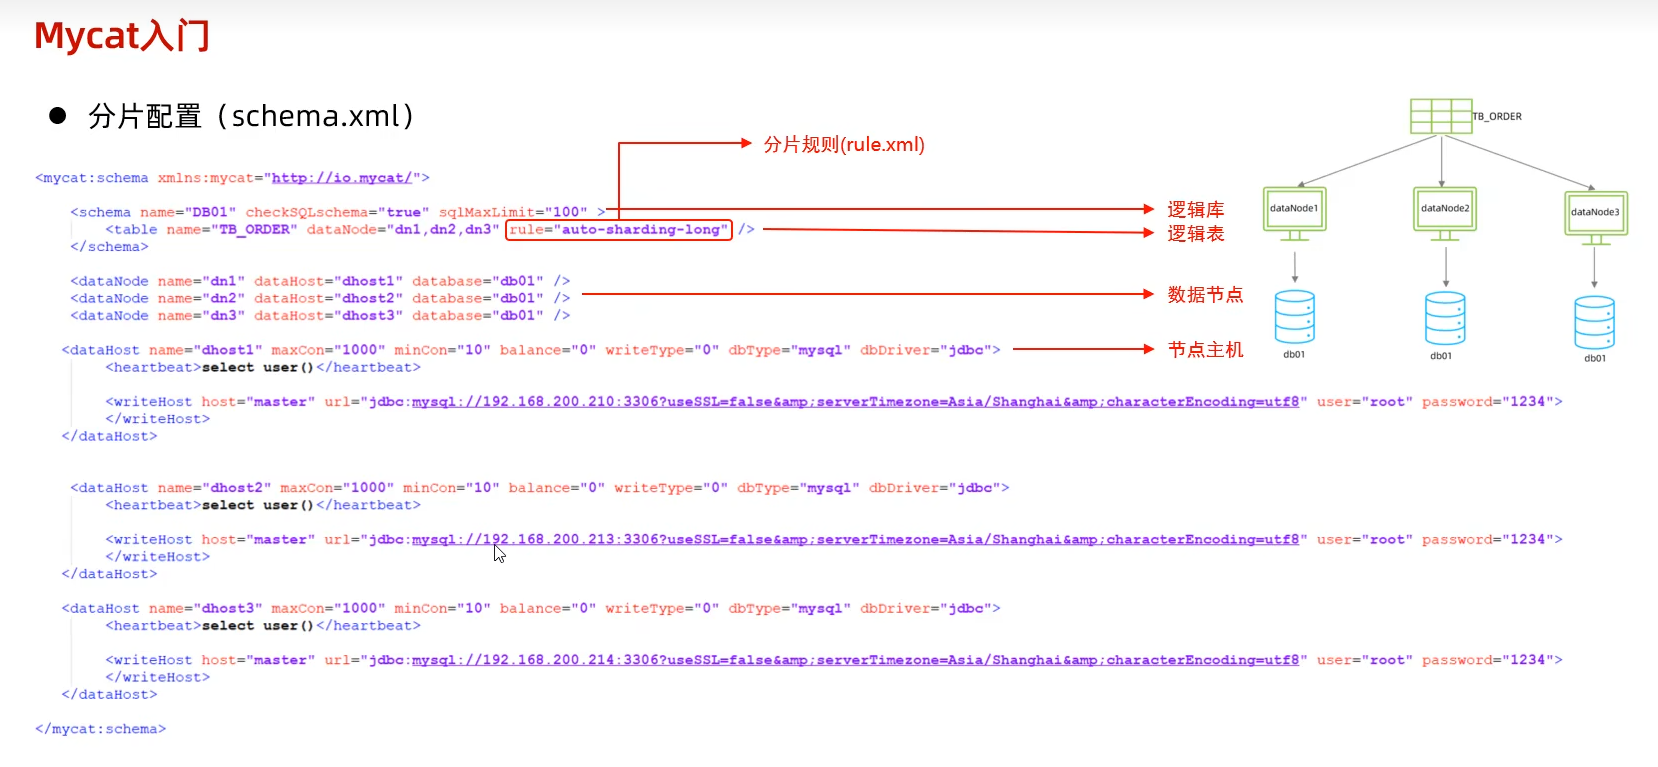 Mycat入门
● 分片配置（schema.xml）
分片规则(rule.xml)
<mycat:schema xmlns:mycat="http://io.mycat/">
<schema name="DB01" checkSQLschema="true" sqlMaxLimit="100" >
逻辑库
<table name="TB_ORDER" dataNode="dn1,dn2,dn3" rule="auto-sharding-long" />
逻辑表
</schema>
<dataNode name="dn1" dataHost="dhost1" database="db01" />
<dataNode name="dn2" dataHost="dhost2" database="db01" />
数据节点
<dataNode name="dn3" dataHost="dhost3" database="db01" />
<dataHost name="dhost1" maxCon="1000" minCon="10" balance="0" writeType="0" dbType="mysql" dbDriver="jdbc">
节点主机
<heartbeat>select user()</heartbeat>
<writeHost host="master" url="jdbc:mysql://192.168.200.210:3306?useSSL=false&amp;serverTimezone=Asia/Shanghai&amp;characterEncoding=utf8" user="root" password="1234">
</writeHost>
</dataHost>
<dataHost name="dhost2" maxCon="1000" minCon="10" balance="0" writeType="0" dbType="mysql" dbDriver="jdbc">
<heartbeat>select user()</heartbeat>
<writeHost host="master" url="jdbc:mysql://192.168.200.213:3306?useSSL=false&amp;serverTimezone=Asia/Shanghai&amp;characterEncoding=utf8" user="root" password="1234">
</writeHost>
</dataHost>
<dataHost name="dhost3" maxCon="1000" minCon="10" balance="0" writeType="0" dbType="mysql" dbDriver="jdbc">
<heartbeat>select user()</heartbeat>
<writeHost host="master" url="jdbc:mysql://192.168.200.214:3306?useSSL=false&amp;serverTimezone=Asia/Shanghai&amp;characterEncoding=utf8" user="root" password="1234">
</writeHost>
</dataHost>
</mycat:schema>
TB_ORDER
dataNode1
dataNode2
dataNode3
db01
db01
db01